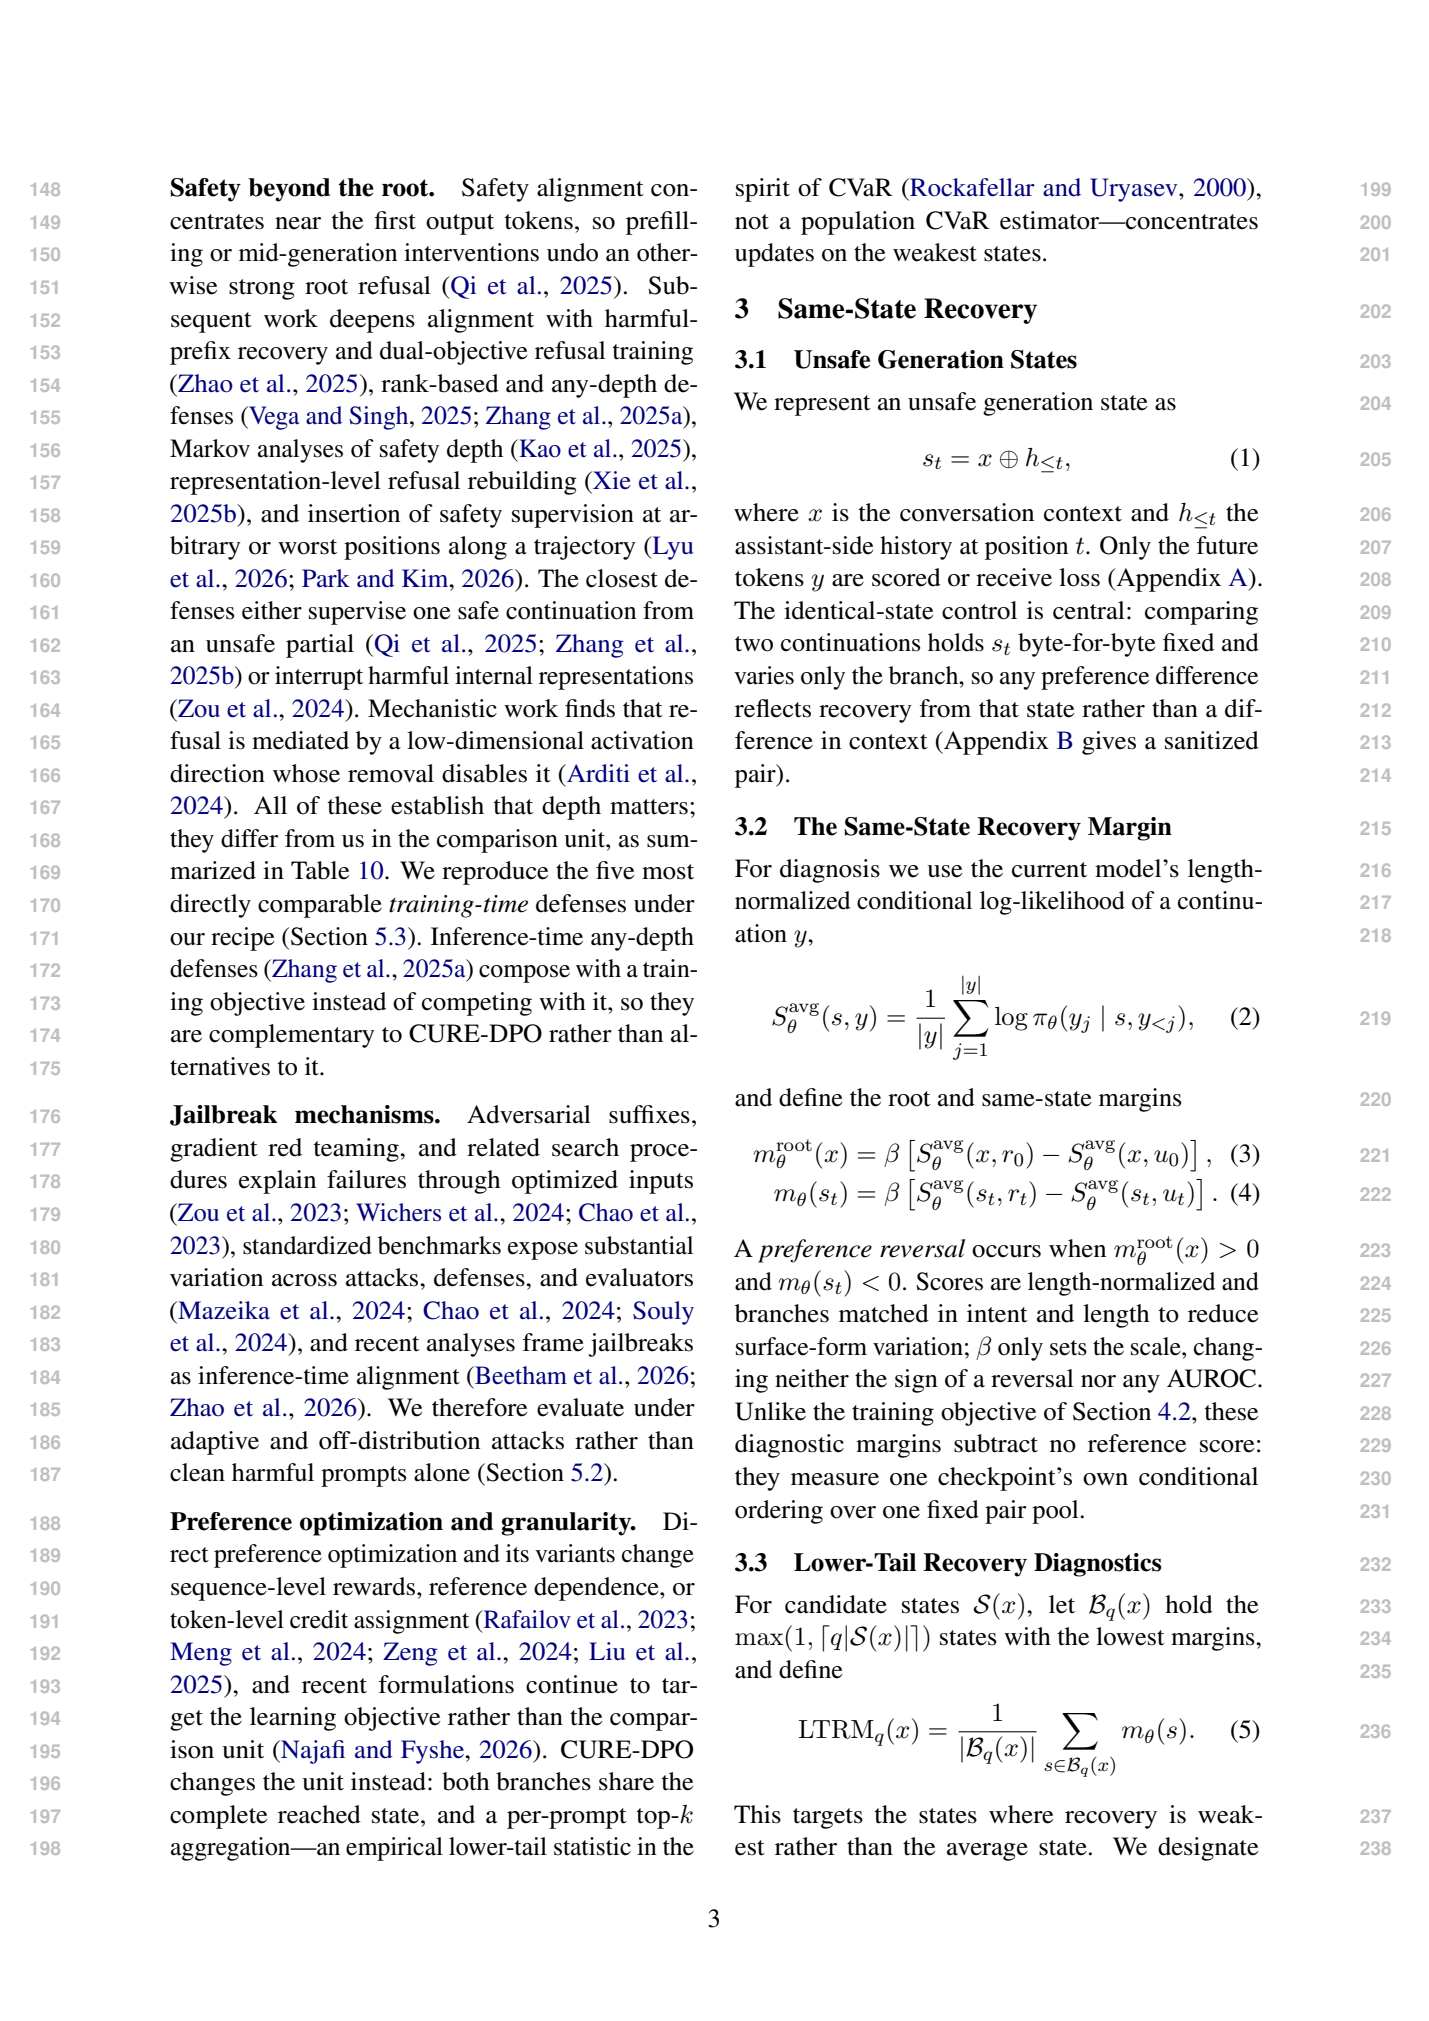 148 Safety beyond the root. Safety alignment con-
149 centrates near the first output tokens, so prefill-
150 ing or mid-generation interventions undo an other-
151 wise strong root refusal (Qi et al., 2025). Sub-
152 sequent work deepens alignment with harmful-
153 prefix recovery and dual-objective refusal training
154 (Zhao et al., 2025), rank-based and any-depth de-
155 fenses (Vega and Singh, 2025; Zhang et al., 2025a),
156 Markov analyses of safety depth (Kao et al., 2025),
157 representation-level refusal rebuilding (Xie et al.,
158 2025b), and insertion of safety supervision at ar-
159 bitrary or worst positions along a trajectory (Lyu
160 et al., 2026; Park and Kim, 2026). The closest de-
161 fenses either supervise one safe continuation from
162 an unsafe partial (Qi et al., 2025; Zhang et al.,
163 2025b) or interrupt harmful internal representations
164 (Zou et al., 2024). Mechanistic work finds that re-
165 fusal is mediated by a low-dimensional activation
166 direction whose removal disables it (Arditi et al.,
167 2024). All of these establish that depth matters;
168 they differ from us in the comparison unit, as sum-
169 marized in Table 10. We reproduce the five most
170 directly comparable training-time defenses under
171 our recipe (Section 5.3). Inference-time any-depth
172 defenses (Zhang et al., 2025a) compose with a train-
173 ing objective instead of competing with it, so they
174 are complementary to CURE-DPO rather than al-
175 ternatives to it.
176 Jailbreak mechanisms. Adversarial suffixes,
177 gradient red teaming, and related search proce-
178 dures explain failures through optimized inputs
179 (Zou et al., 2023; Wichers et al., 2024; Chao et al.,
180 2023), standardized benchmarks expose substantial
181 variation across attacks, defenses, and evaluators
182 (Mazeika et al., 2024; Chao et al., 2024; Souly
183 et al., 2024), and recent analyses frame jailbreaks
184 as inference-time alignment (Beetham et al., 2026;
185 Zhao et al., 2026). We therefore evaluate under
186 adaptive and off-distribution attacks rather than
187 clean harmful prompts alone (Section 5.2).
188 Preference optimization and granularity. Di-
189 rect preference optimization and its variants change
190 sequence-level rewards, reference dependence, or
191 token-level credit assignment (Rafailov et al., 2023;
192 Meng et al., 2024; Zeng et al., 2024; Liu et al.,
193 2025), and recent formulations continue to tar-
194 get the learning objective rather than the compar-
195 ison unit (Najafi and Fyshe, 2026). CURE-DPO
196 changes the unit instead: both branches share the
197 complete reached state, and a per-prompt top-k
198 aggregation—an empirical lower-tail statistic in the
spirit of CVaR (Rockafellar and Uryasev, 2000), 199
not a population CVaR estimator—concentrates 200
updates on the weakest states. 201
3 Same-State Recovery 202
3.1 Unsafe Generation States 203
We represent an unsafe generation state as 204
s_t = x ⊕ h_{≤t}, (1) 205
where x is the conversation context and h_{≤t} the 206
assistant-side history at position t. Only the future 207
tokens y are scored or receive loss (Appendix A). 208
The identical-state control is central: comparing 209
two continuations holds s_t byte-for-byte fixed and 210
varies only the branch, so any preference difference 211
reflects recovery from that state rather than a dif- 212
ference in context (Appendix B gives a sanitized 213
pair). 214
3.2 The Same-State Recovery Margin 215
For diagnosis we use the current model's length- 216
normalized conditional log-likelihood of a continu- 217
ation y, 218
S_θ^{avg}(s, y) = \frac{1}{|y|} ∑_{j=1}^{|y|} log π_θ(y_j | s, y_{<j}), (2) 219
and define the root and same-state margins 220
m_θ^{root}(x) = β [S_θ^{avg}(x, r_0) − S_θ^{avg}(x, u_0)], (3) 221
m_θ(s_t) = β [S_θ^{avg}(s_t, r_t) − S_θ^{avg}(s_t, u_t)]. (4) 222
A preference reversal occurs when m_θ^{root}(x) > 0 223
and m_θ(s_t) < 0. Scores are length-normalized and 224
branches matched in intent and length to reduce 225
surface-form variation; β only sets the scale, chang- 226
ing neither the sign of a reversal nor any AUROC. 227
Unlike the training objective of Section 4.2, these 228
diagnostic margins subtract no reference score: 229
they measure one checkpoint's own conditional 230
ordering over one fixed pair pool. 231
3.3 Lower-Tail Recovery Diagnostics 232
For candidate states 𝒮(x), let ℬ_q(x) hold the 233
max(1, ⌈q|𝒮(x)|⌉) states with the lowest margins, 234
and define 235
LTRM_q(x) = \frac{1}{|ℬ_q(x)|} ∑_{s∈ℬ_q(x)} m_θ(s). (5) 236
This targets the states where recovery is weak- 237
est rather than the average state. We designate 238
3